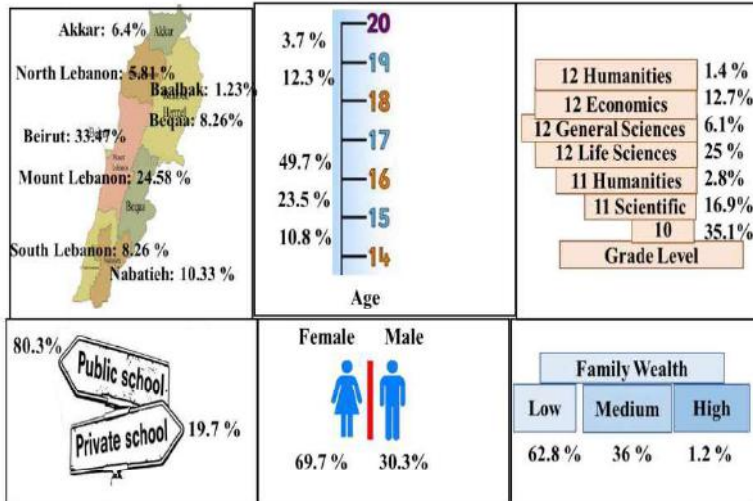 Akkar: 6.4%
Akkar
North Lebanon: 5.81 %
Baalbak: 1.23%
Hermel
Beqaa: 8.26%
Beirut: 33.47%
Mount Lebanon: 24.58 %
Beqaa
South Lebanon: 8.26 %
Nabatieh: 10.33 %
20
3.7 %
19
12.3 %
18
17
49.7 %
16
23.5 %
15
10.8 %
14
Age
12 Humanities 1.4 %
12 Economics 12.7%
12 General Sciences 6.1%
12 Life Sciences 25 %
11 Humanities 2.8%
11 Scientific 16.9%
10 35.1%
Grade Level
80.3%
Public school
Private school
19.7 %
Female Male
69.7 % 30.3%
Family Wealth
Low Medium High
62.8 % 36 % 1.2 %